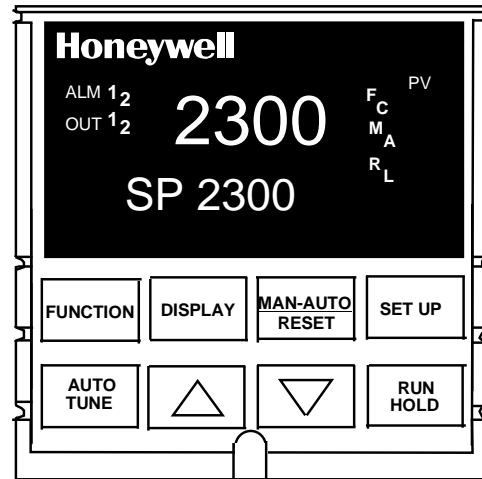 Honeywell
ALM 1 2
OUT 1 2
2300
PV
F
C
M
A
R
L
SP 2300
FUNCTION
DISPLAY
MAN-AUTO
RESET
SET UP
AUTO
TUNE
RUN
HOLD